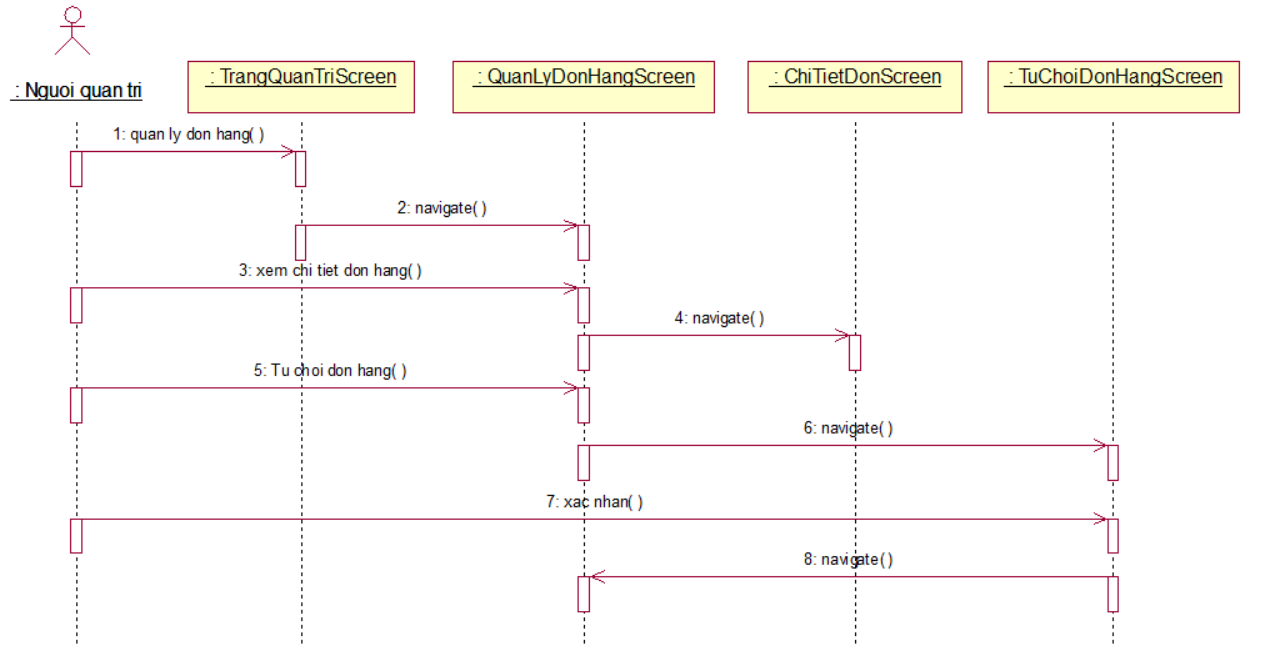 : Nguoi quan tri
: TrangQuanTriScreen
: QuanLyDonHangScreen
: ChiTietDonScreen
: TuChoiDonHangScreen
1: quan ly don hang( )
2: navigate( )
3: xem chi tiet don hang( )
4: navigate( )
5: Tu choi don hang( )
6: navigate( )
7: xac nhan( )
8: navigate( )